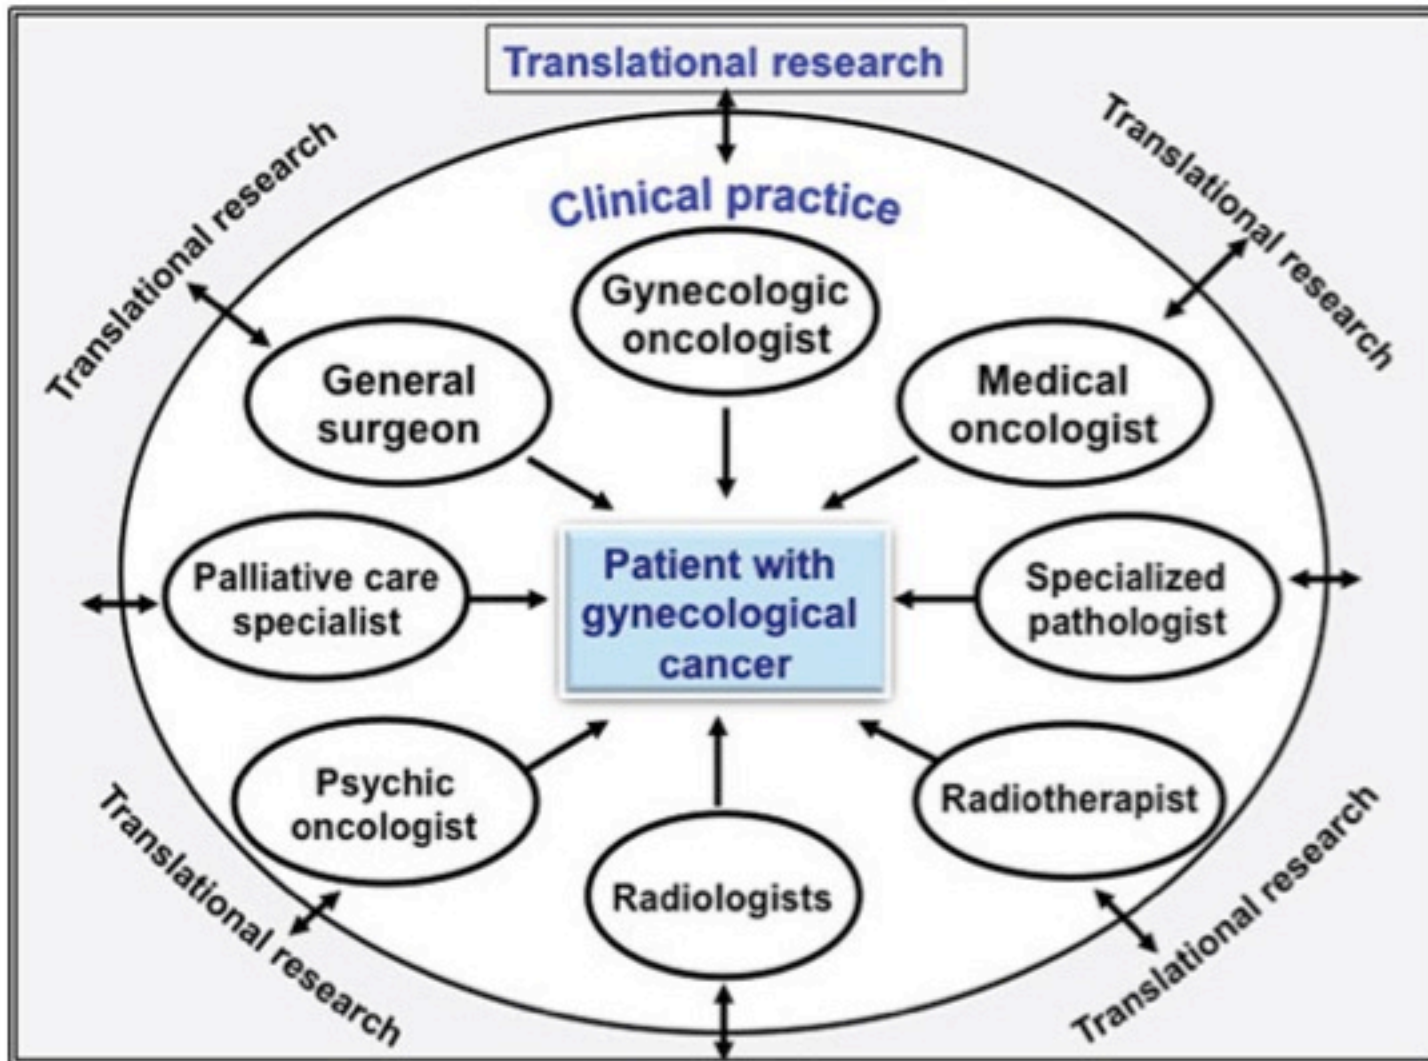 Translational research
Translational research
Translational research
Clinical practice
Gynecologic
oncologist
General
surgeon
Medical
oncologist
Palliative care
specialist
Patient with
gynecological
cancer
Specialized
pathologist
Psychic
oncologist
Radiotherapist
Radiologists
Translational research
Translational research